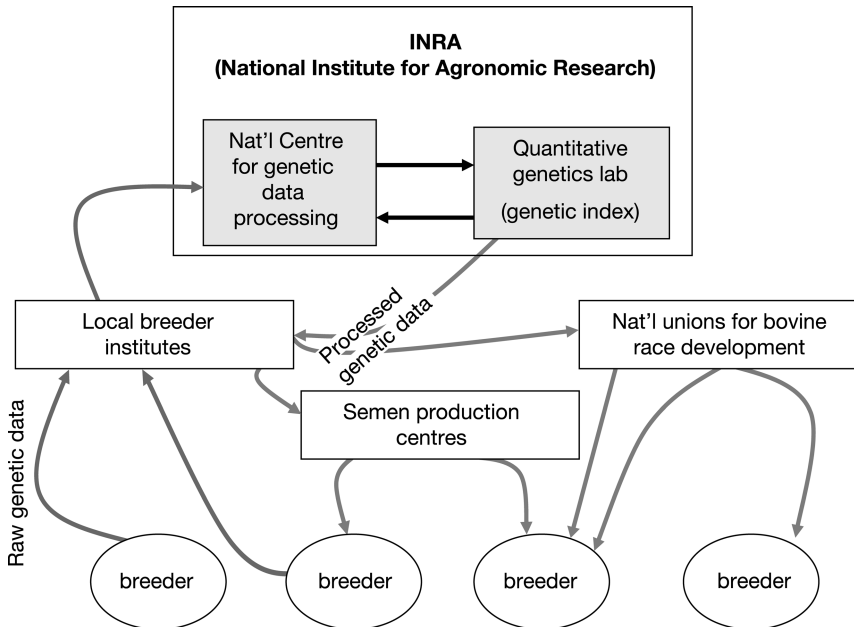 INRA
(National Institute for Agronomic Research)
Nat’l Centre
for genetic
data
processing
Quantitative
genetics lab
(genetic index)
Processed
genetic data
Local breeder
institutes
Nat’l unions for bovine
race development
Semen production
centres
Raw genetic data
breeder
breeder
breeder
breeder